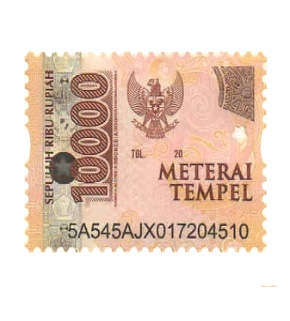 SEPULUH RIBU RUPIAH
10000
TGL. 20
METERAI
TEMPEL
5A545AJX017204510